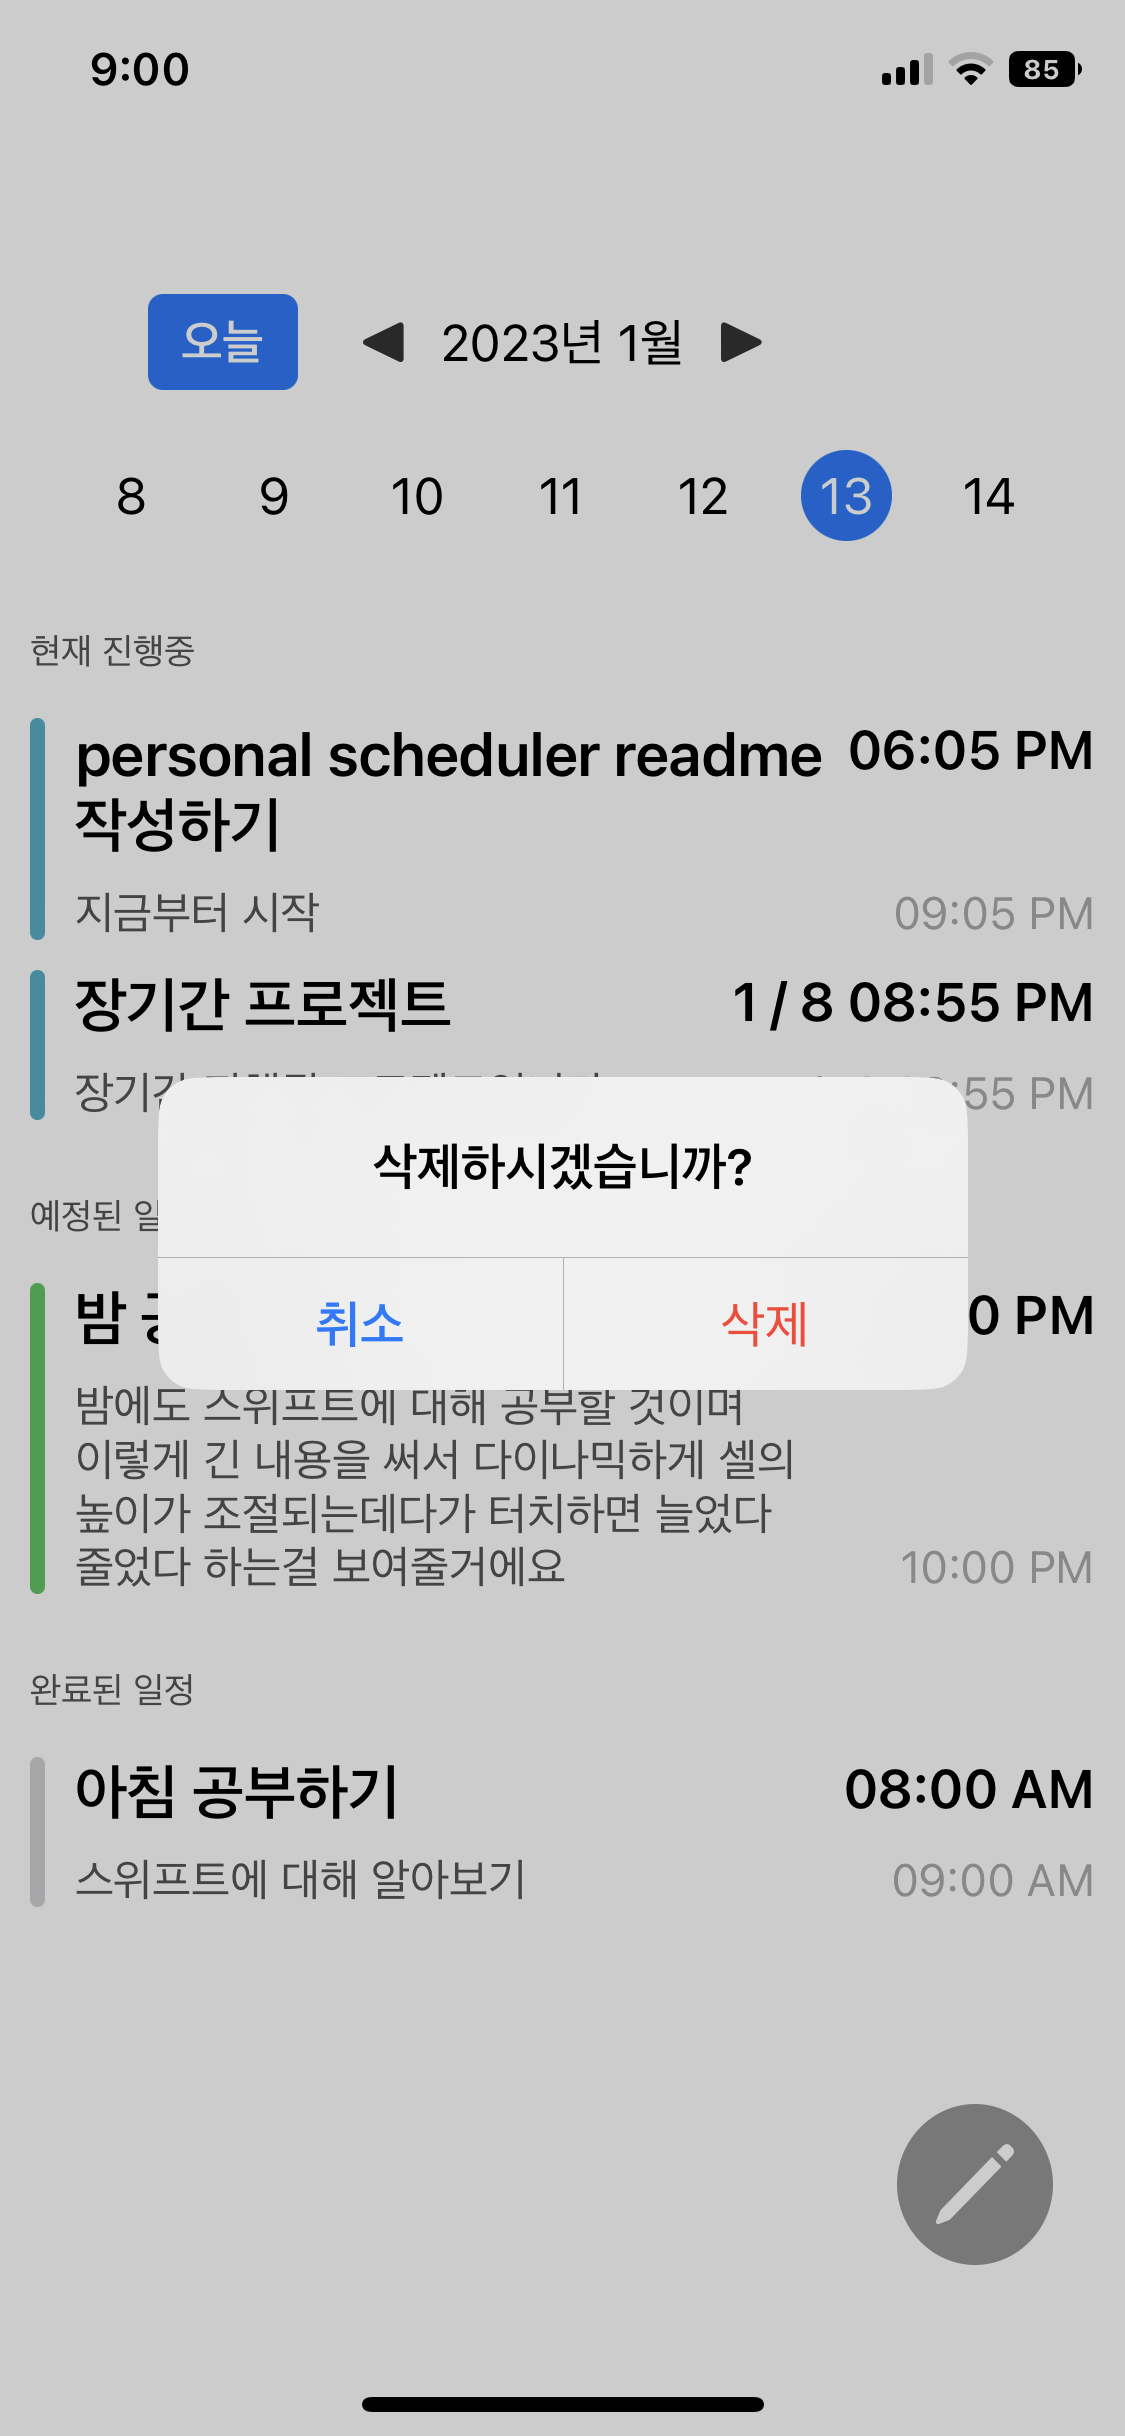 9:00
85
오늘
2023년 1월
8 9 10 11 12 13 14
현재 진행중
personal scheduler readme 06:05 PM
작성하기
지금부터 시작 09:05 PM
장기간 프로젝트 1 / 8 08:55 PM
:55 PM
삭제하시겠습니까?
예정된
취소 삭제
밤 0 PM
밤에도 스위프트에 대해 공부할 것이며
이렇게 긴 내용을 써서 다이나믹하게 셀의
높이가 조절되는데다가 터치하면 늘었다
줄었다 하는걸 보여줄거에요 10:00 PM
완료된 일정
아침 공부하기 08:00 AM
스위프트에 대해 알아보기 09:00 AM